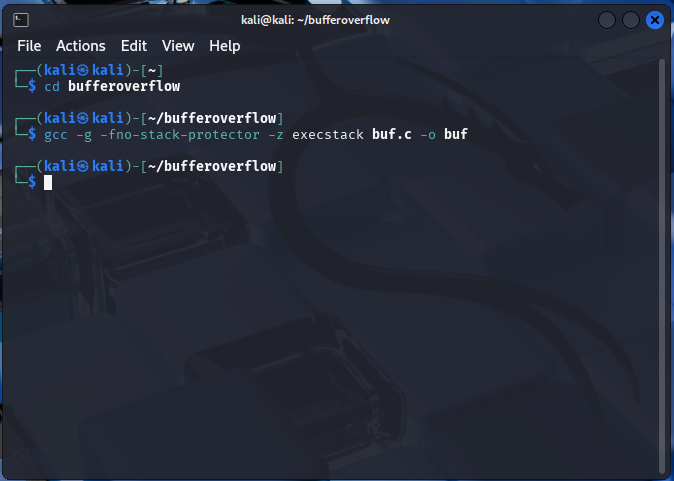 kali@kali: ~/bufferoverflow
File Actions Edit View Help
┌──(kali㉿kali)-[~]
└─$ cd bufferoverflow
┌──(kali㉿kali)-[~/bufferoverflow]
└─$ gcc -g -fno-stack-protector -z execstack buf.c -o buf
┌──(kali㉿kali)-[~/bufferoverflow]
└─$